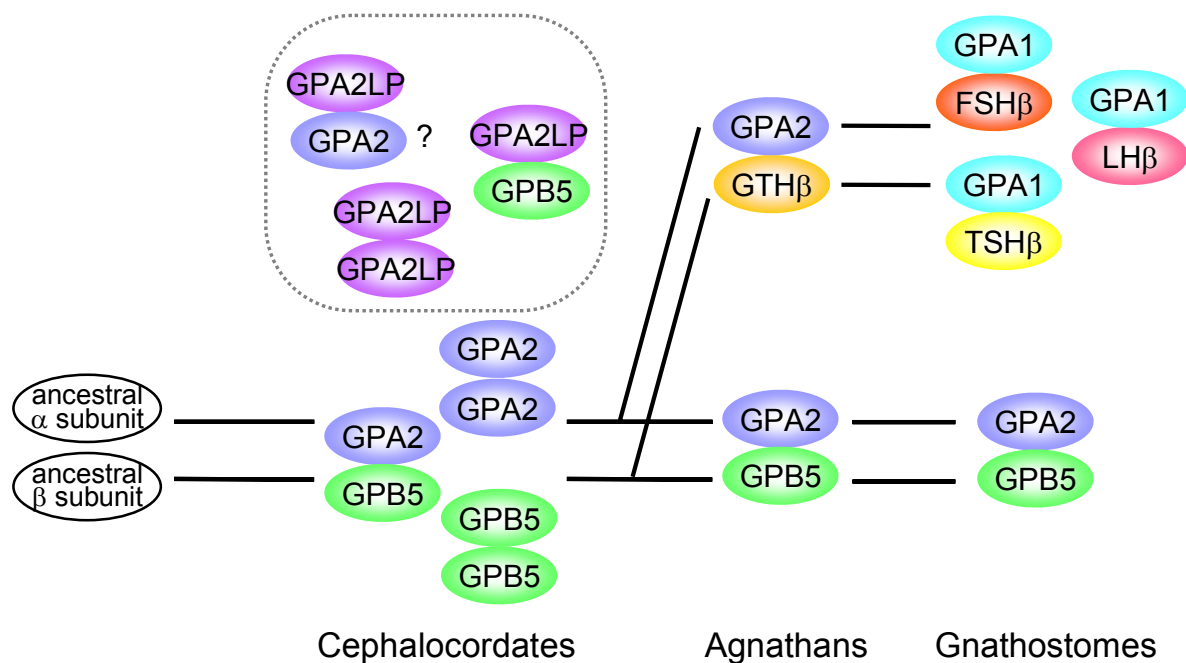 GPA2LP
GPA2
?
GPA2LP
GPB5
GPA2LP
GPA2LP
GPA2
GTHβ
GPA1
FSHβ
GPA1
LHβ
GPA1
TSHβ
ancestral
α subunit
ancestral
β subunit
GPA2
GPA2
GPA2
GPB5
GPB5
GPB5
GPA2
GPB5
GPA2
GPB5
Cephalocordates
Agnathans
Gnathostomes